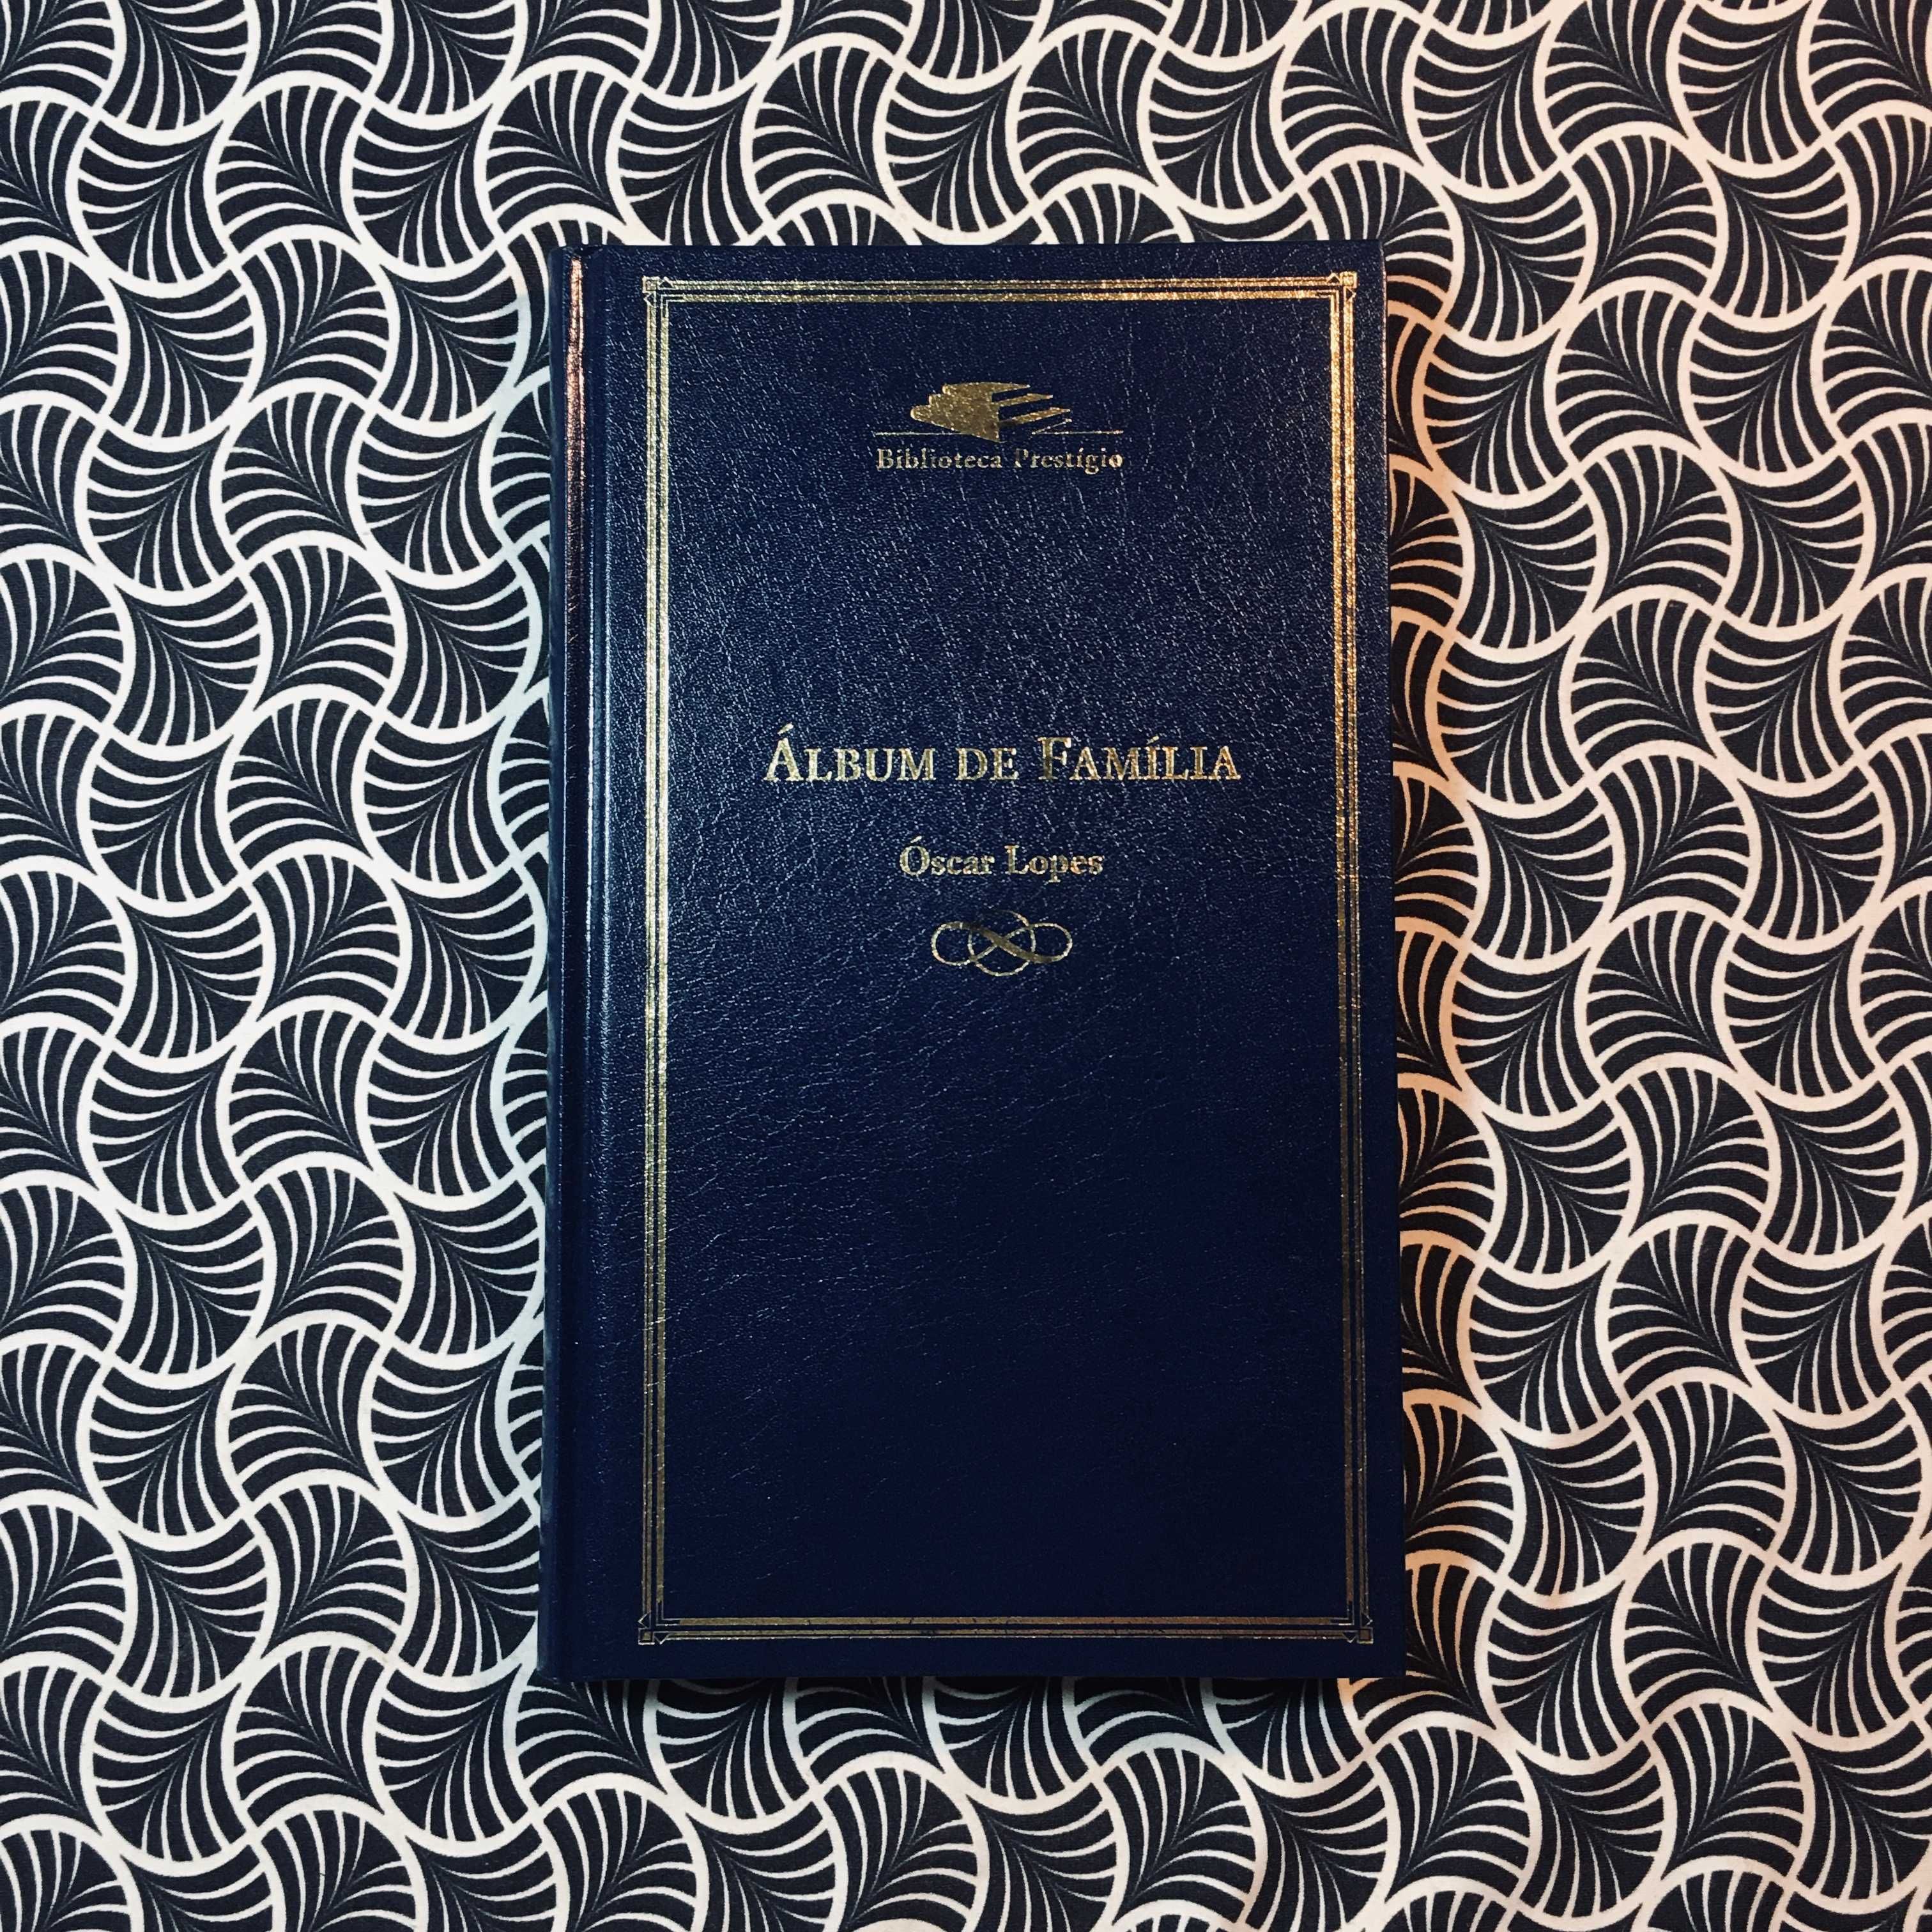 Biblioteca Prestígio
Álbum de Família
Óscar Lopes